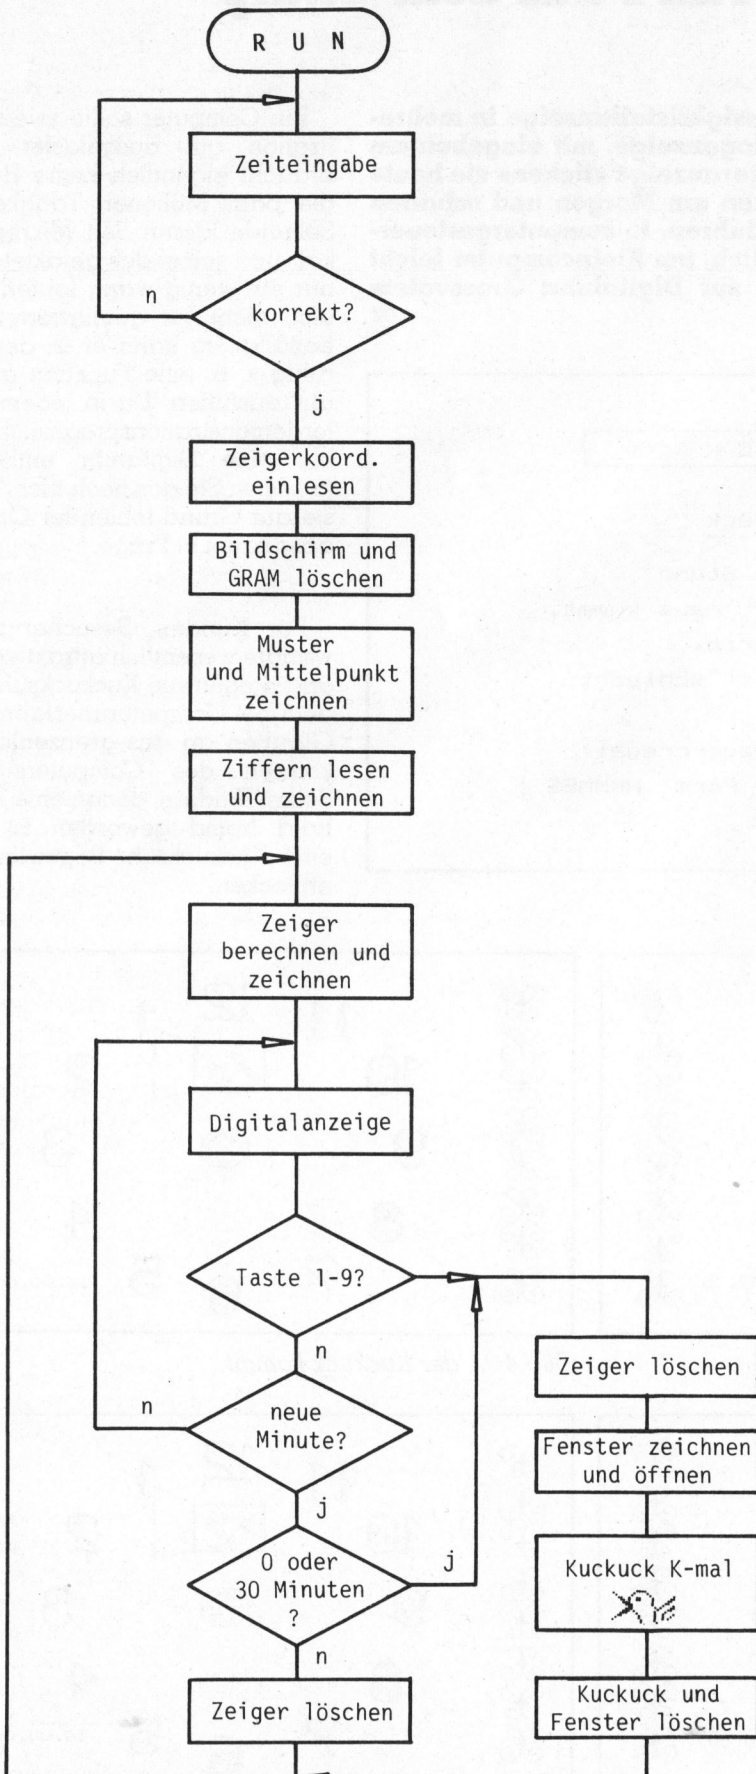 R U N
Zeiteingabe
n
korrekt?
j
Zeigerkoord.
einlesen
Bildschirm und
GRAM löschen
Muster
und Mittelpunkt
zeichnen
Ziffern lesen
und zeichnen
Zeiger
berechnen und
zeichnen
Digitalanzeige
Taste 1-9?
n
Zeiger löschen
n
neue
Minute?
Fenster zeichnen
und öffnen
j
0 oder
30 Minuten
?
j
Kuckuck K-mal
n
Zeiger löschen
Kuckuck und
Fenster löschen